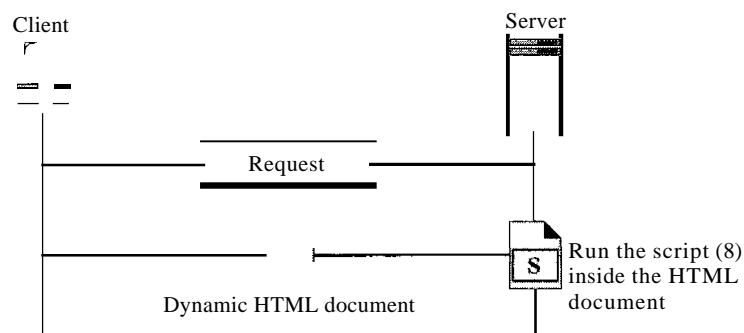 Client
Server
Request
S
Run the script (8)
inside the HTML
document
Dynamic HTML document